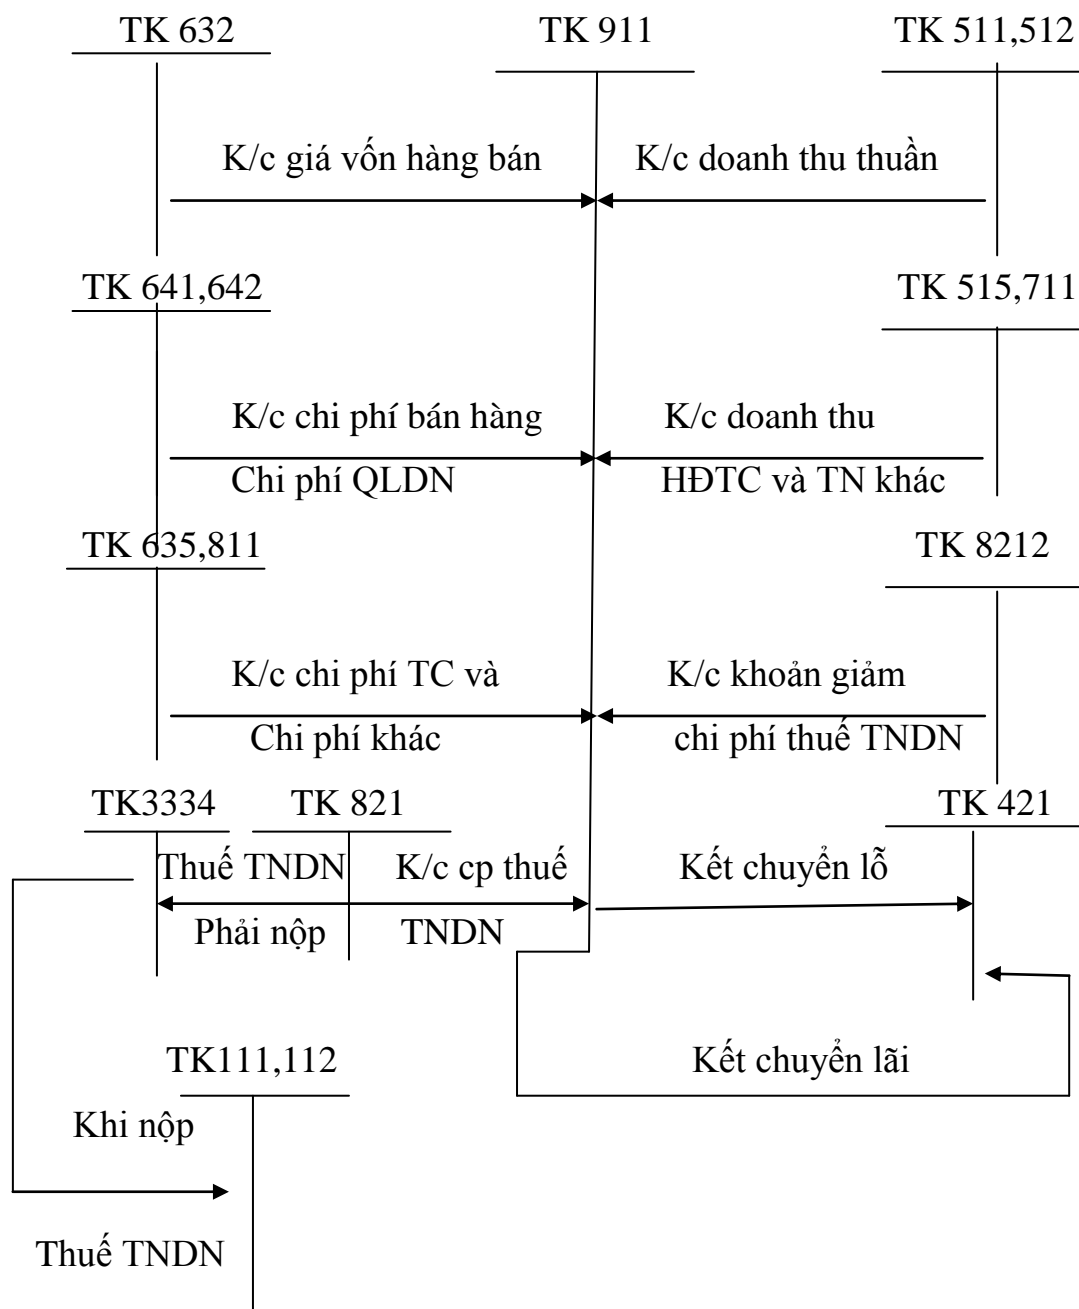 TK 632
TK 911
TK 511,512
K/c giá vốn hàng bán
K/c doanh thu thuần
TK 641,642
TK 515,711
K/c chi phí bán hàng
Chi phí QLDN
K/c doanh thu
HĐTC và TN khác
TK 635,811
TK 8212
K/c chi phí TC và
Chi phí khác
K/c khoản giảm
chi phí thuế TNDN
TK3334
TK 821
TK 421
Thuế TNDN
Phải nộp
K/c cp thuế
TNDN
Kết chuyển lỗ
Kết chuyển lãi
TK111,112
Khi nộp
Thuế TNDN